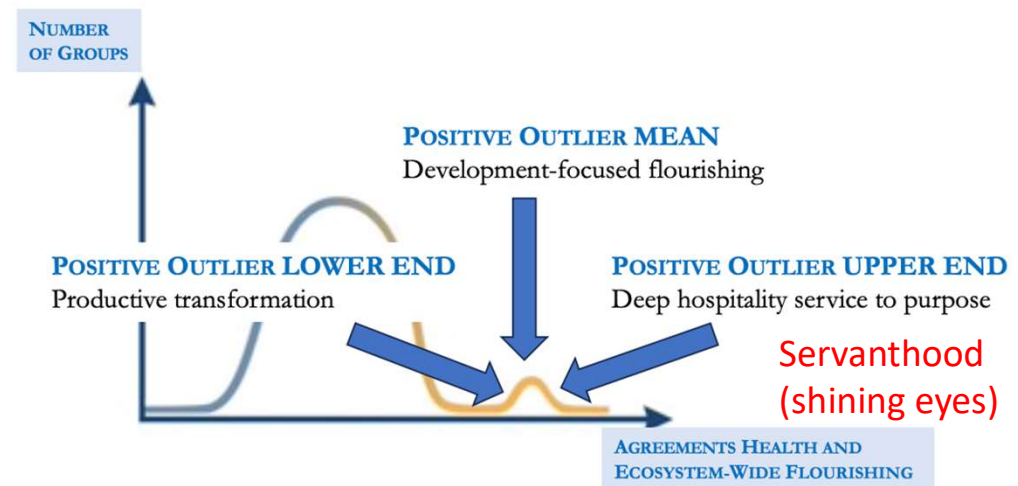 NUMBER
OF GROUPS
POSITIVE OUTLIER MEAN
Development-focused flourishing
POSITIVE OUTLIER LOWER END
Productive transformation
POSITIVE OUTLIER UPPER END
Deep hospitality service to purpose
Servanthood
(shining eyes)
AGREEMENTS HEALTH AND
ECOSYSTEM-WIDE FLOURISHING